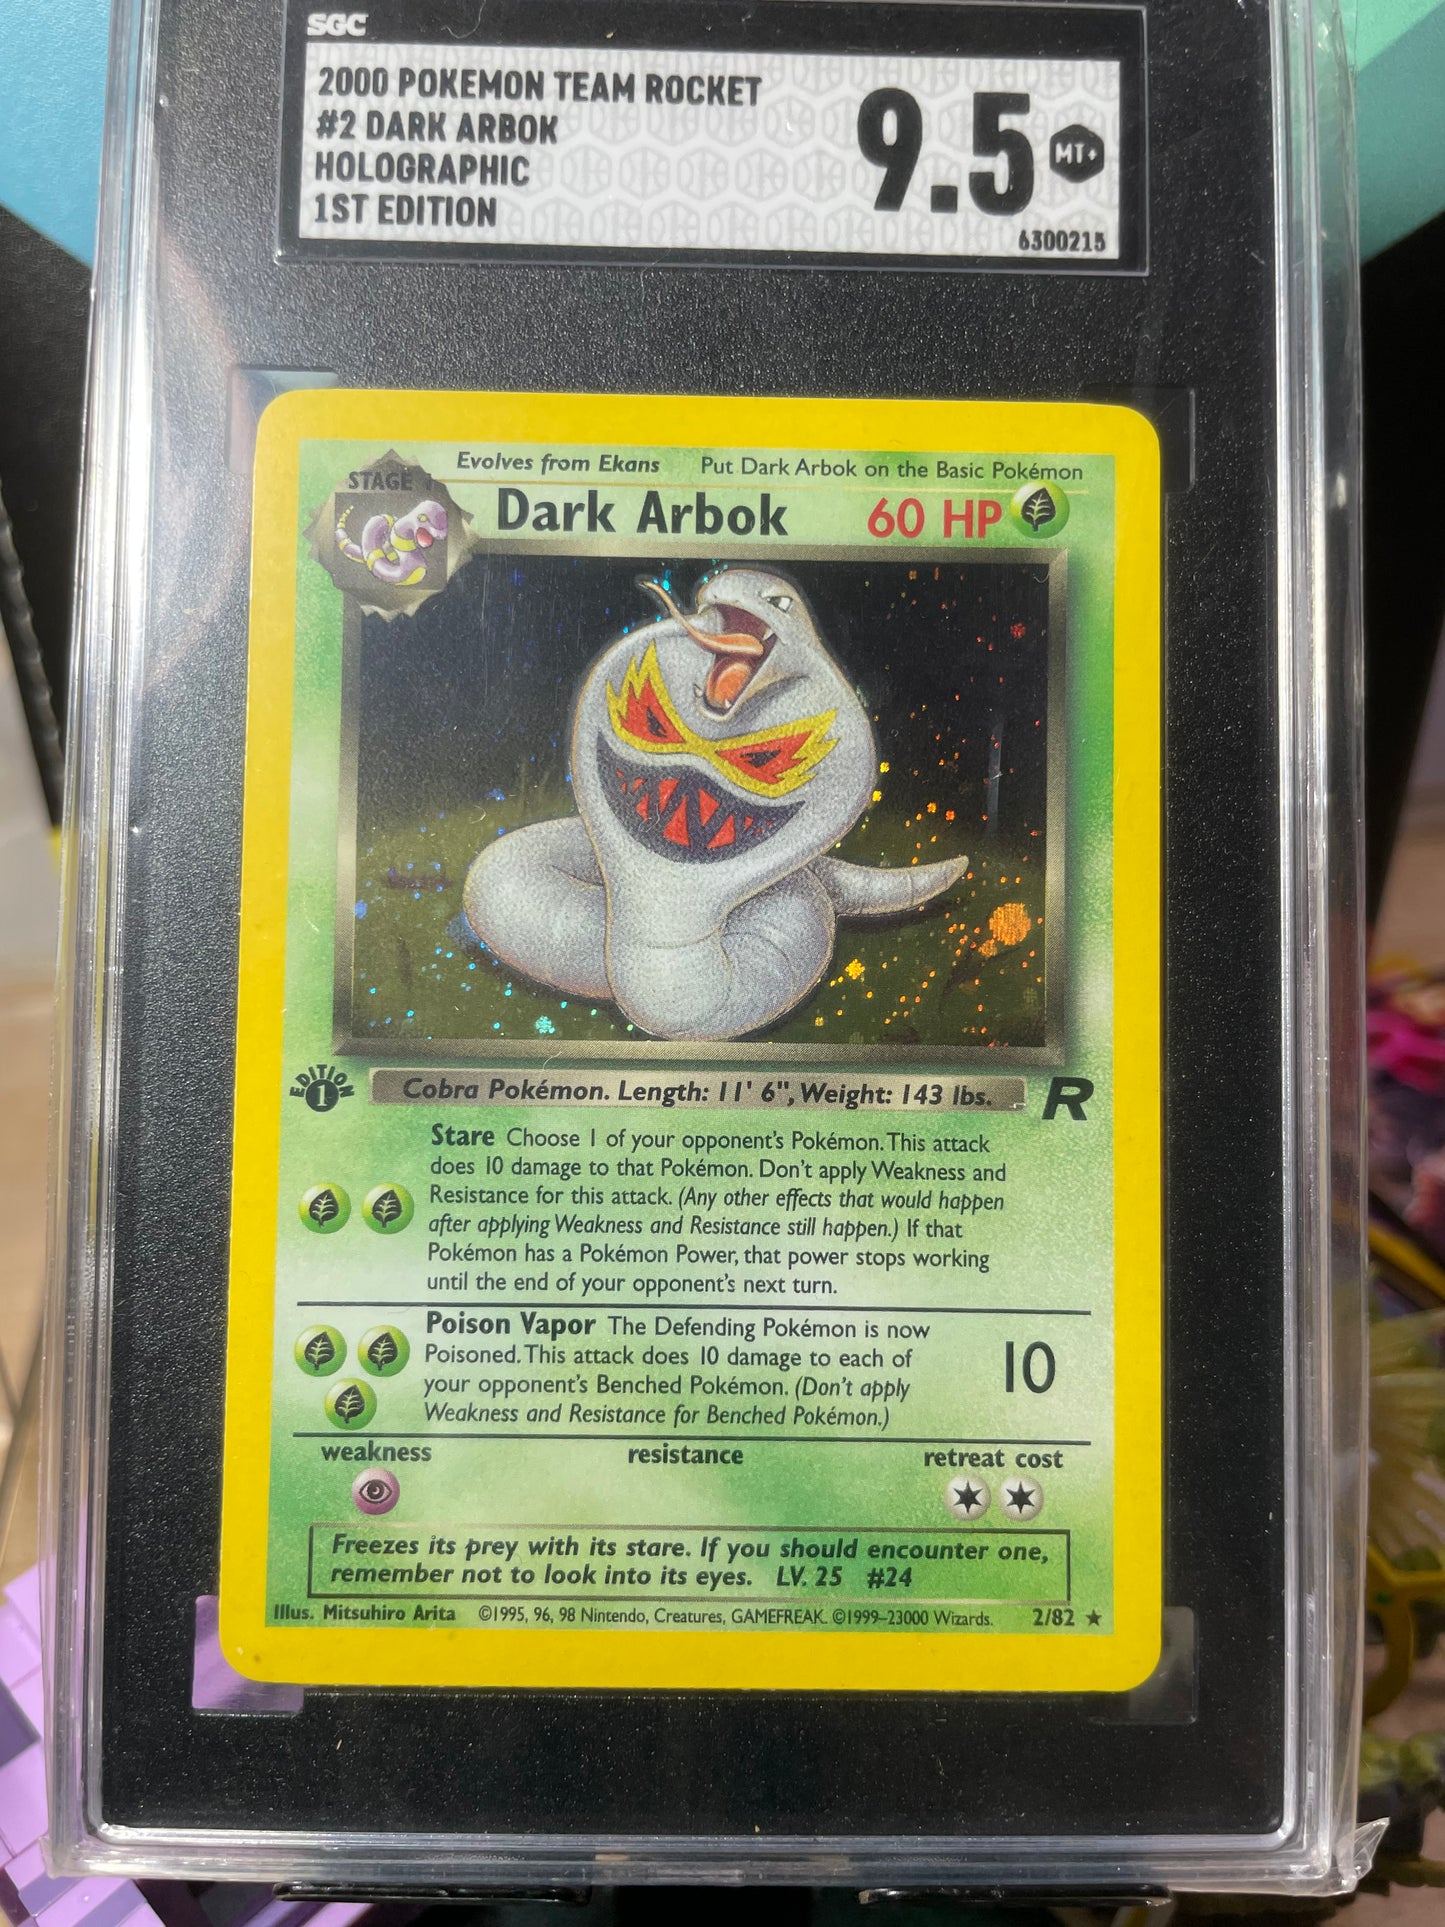 SGC
2000 POKEMON TEAM ROCKET
#2 DARK ARBOK
HOLOGRAPHIC
1ST EDITION
9.5 MT+
6300215
Evolves from Ekans Put Dark Arbok on the Basic Pokémon
STAGE 1
Dark Arbok 60 HP
EDITION 1
Cobra Pokémon. Length: 11' 6", Weight: 143 lbs. R
Stare Choose 1 of your opponent's Pokémon. This attack
does 10 damage to that Pokémon. Don't apply Weakness and
Resistance for this attack. (Any other effects that would happen
after applying Weakness and Resistance still happen.) If that
Pokémon has a Pokémon Power, that power stops working
until the end of your opponent's next turn.
Poison Vapor The Defending Pokémon is now
Poisoned. This attack does 10 damage to each of
your opponent's Benched Pokémon. (Don't apply
Weakness and Resistance for Benched Pokémon.)
10
weakness resistance retreat cost
Freezes its prey with its stare. If you should encounter one,
remember not to look into its eyes. LV. 25 #24
Illus. Mitsuhiro Arita ©1995, 96, 98 Nintendo, Creatures, GAMEFREAK. ©1999–23000 Wizards. 2/82 ★